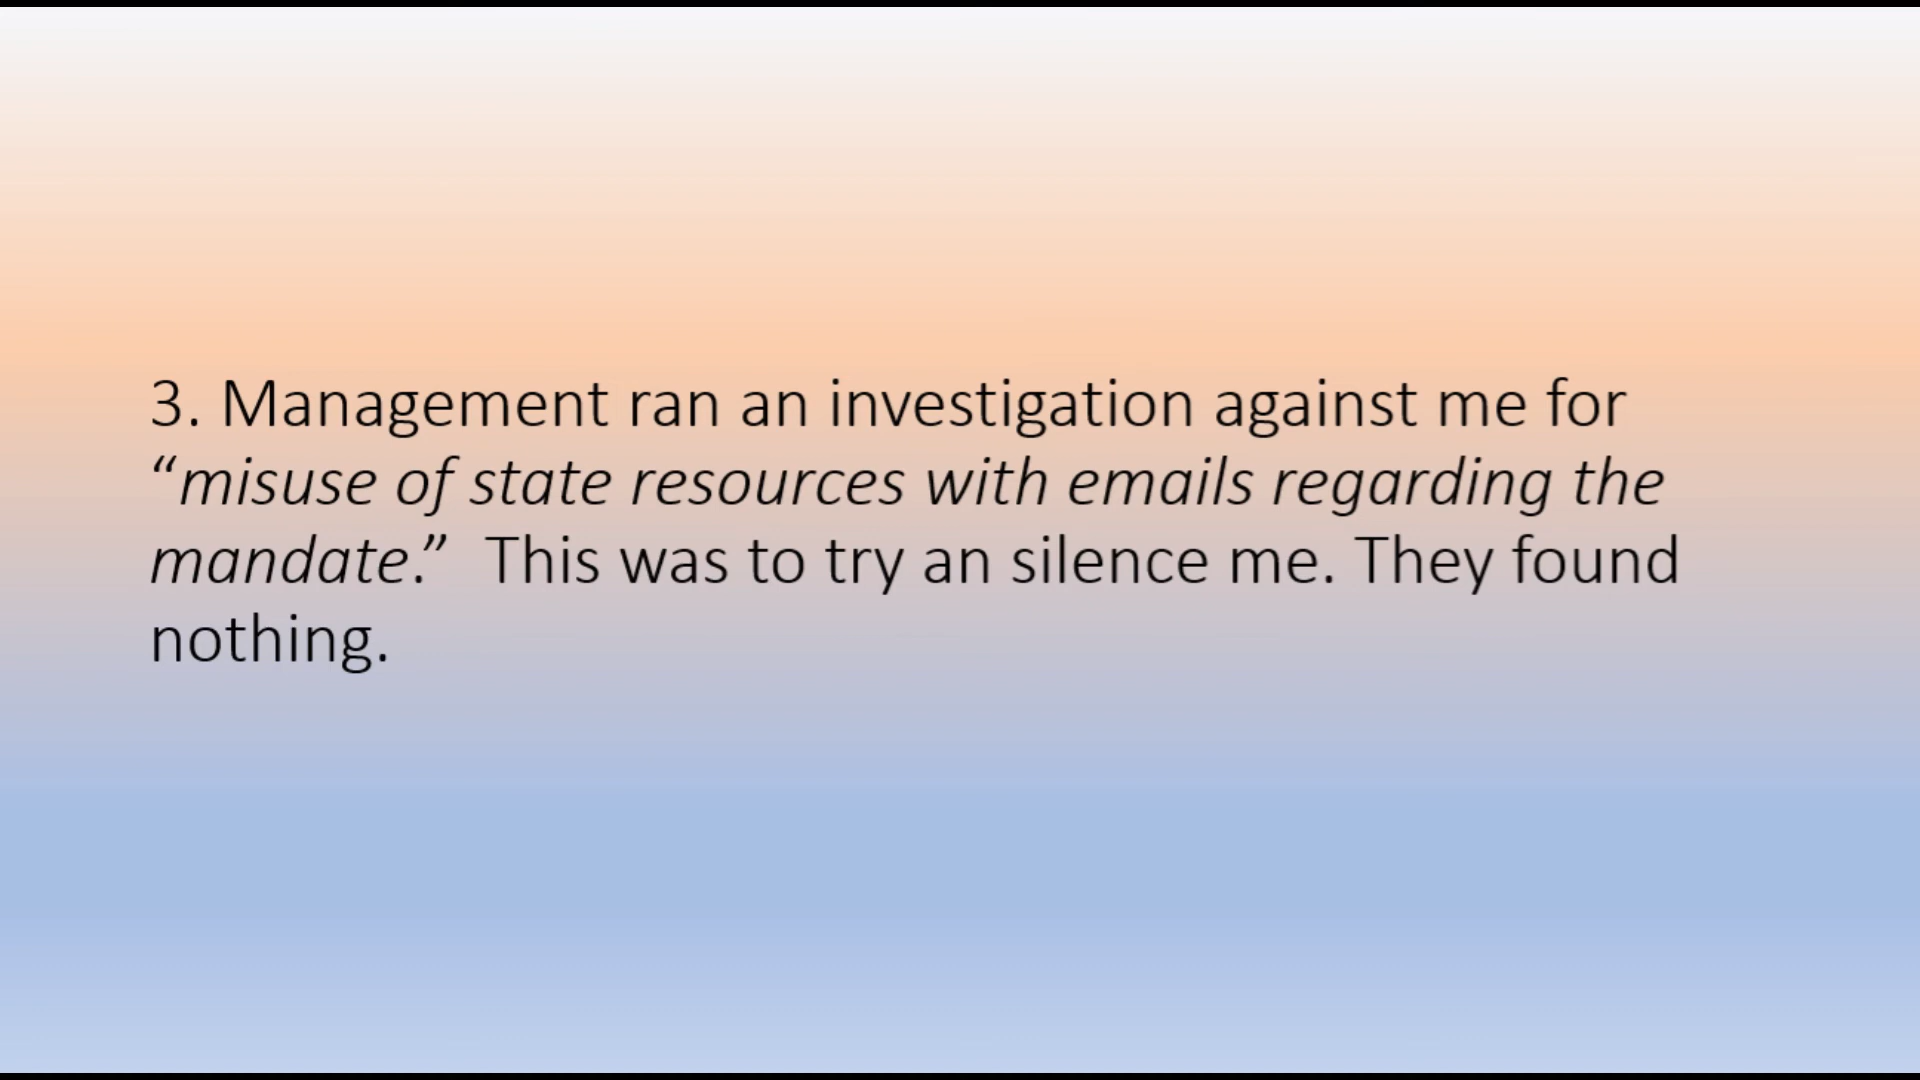 3. Management ran an investigation against me for
“misuse of state resources with emails regarding the
mandate.”  This was to try an silence me. They found
nothing.